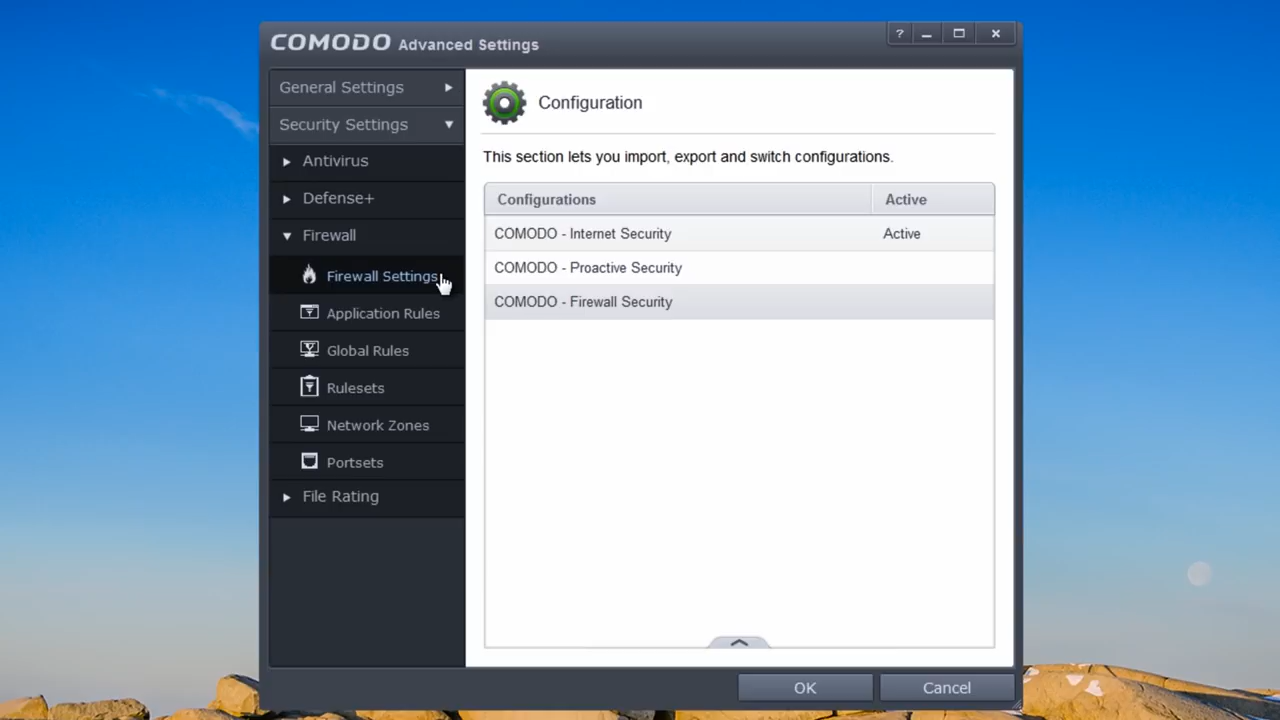 COMODO Advanced Settings
?
General Settings
Security Settings
Antivirus
Defense+
Firewall
Firewall Settings
Application Rules
Global Rules
Rulesets
Network Zones
Portsets
File Rating
Configuration
This section lets you import, export and switch configurations.
Configurations Active
COMODO - Internet Security Active
COMODO - Proactive Security
COMODO - Firewall Security
OK Cancel